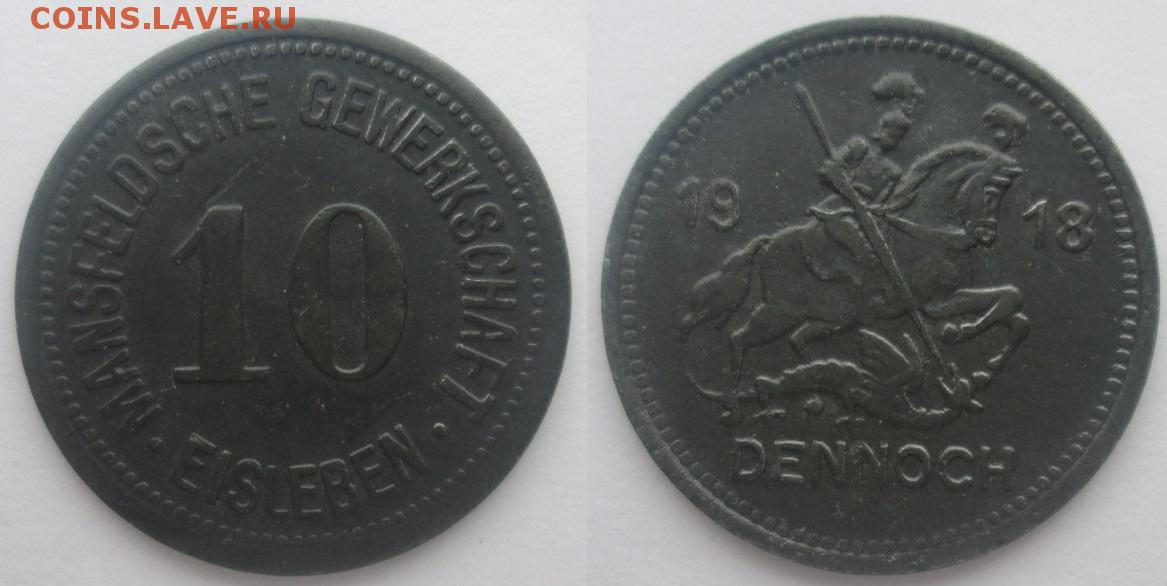 COINS.LAVE.RU
MANSFELDSCHE GEWERKSCHAFT
10
· EISLEBEN ·
19 18
DENNOCH